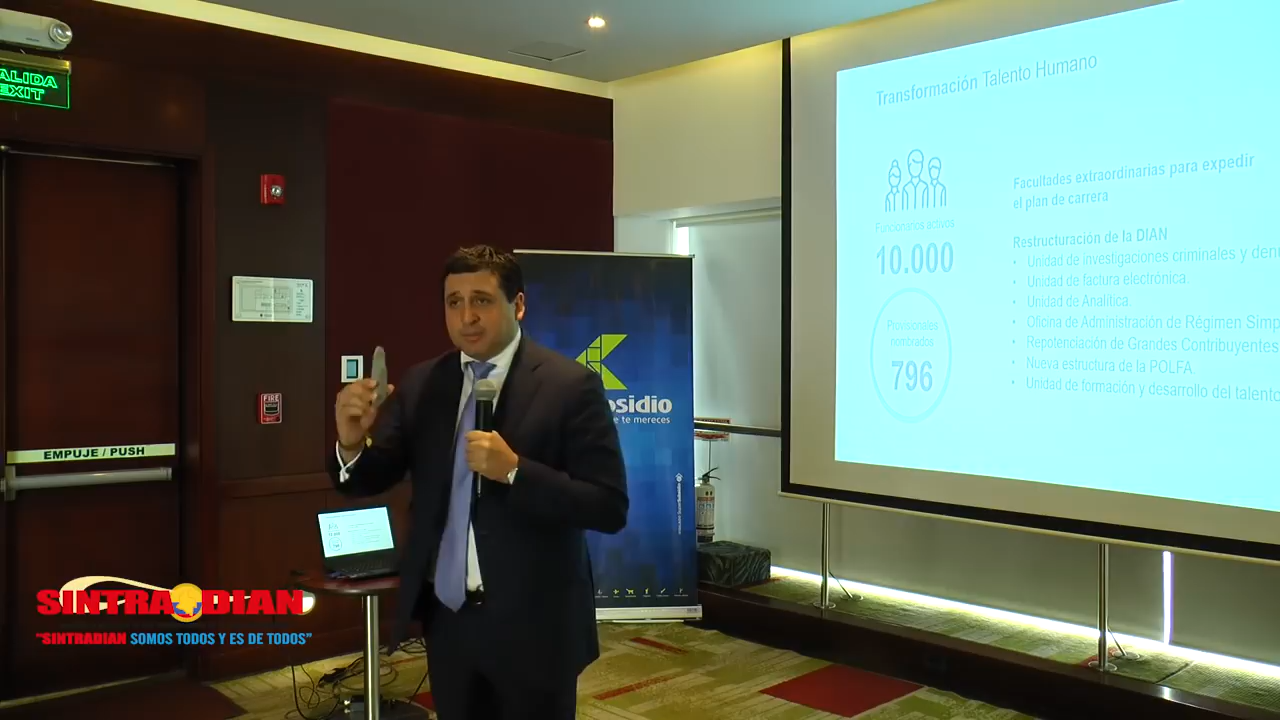 SALIDA
EXIT
EMPUJE / PUSH
FIRE
osidio
e te mereces
Transformación Talento Humano
Funcionarios activos
10.000
Provisionales
nombrados
796
Facultades extraordinarias para expedir
el plan de carrera
Restructuración de la DIAN
• Unidad de investigaciones criminales y den
• Unidad de factura electrónica.
• Unidad de Analítica.
• Oficina de Administración de Régimen Simp
• Repotenciación de Grandes Contribuyentes
• Nueva estructura de la POLFA.
• Unidad de formación y desarrollo del talento
SINTRADIAN
"SINTRADIAN SOMOS TODOS Y ES DE TODOS"